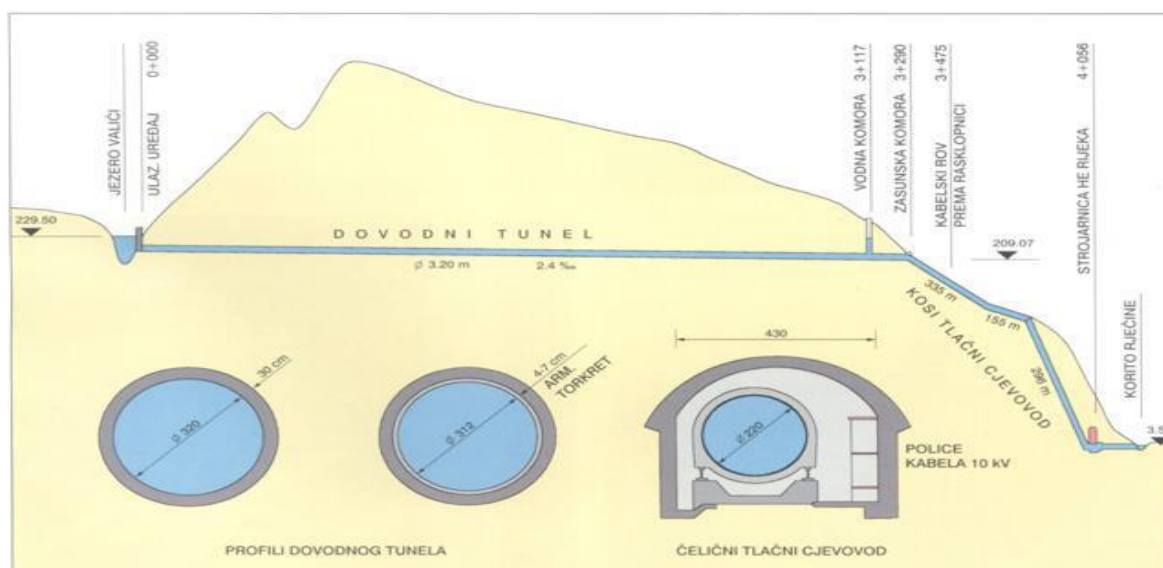 JEZERO VALIĆI
ULAZ. UREĐAJ 0+000
VODNA KOMORA 3+117
ZASUNSKA KOMORA 3+290
KABELSKI ROV 3+475
PREMA RASKLOPNICI
STROJARNICA HE RIJEKA 4+056
KORITO RJEČINE
229.50
DOVODNI TUNEL
209.07
Ø 3.20 m 2.4 ‰
335 m
155 m
KOSI TLAČNI CJEVOVOD
296 m
3.5
30 cm
Ø 320
4-7 cm
ARM.
TORKRET
Ø 312
430
Ø 220
POLICE
KABELA 10 kV
PROFILI DOVODNOG TUNELA
ČELIČNI TLAČNI CJEVOVOD